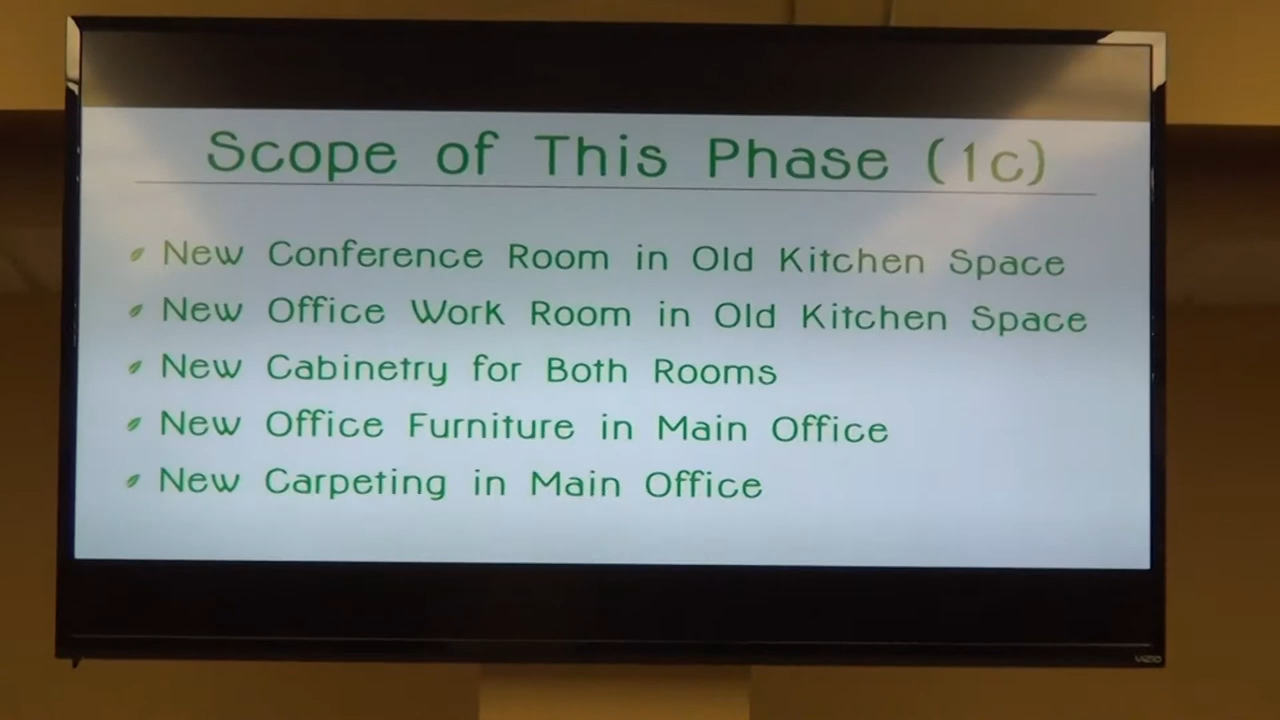 Scope of This Phase (1c)
New Conference Room in Old Kitchen Space
New Office Work Room in Old Kitchen Space
New Cabinetry for Both Rooms
New Office Furniture in Main Office
New Carpeting in Main Office
VIZIO